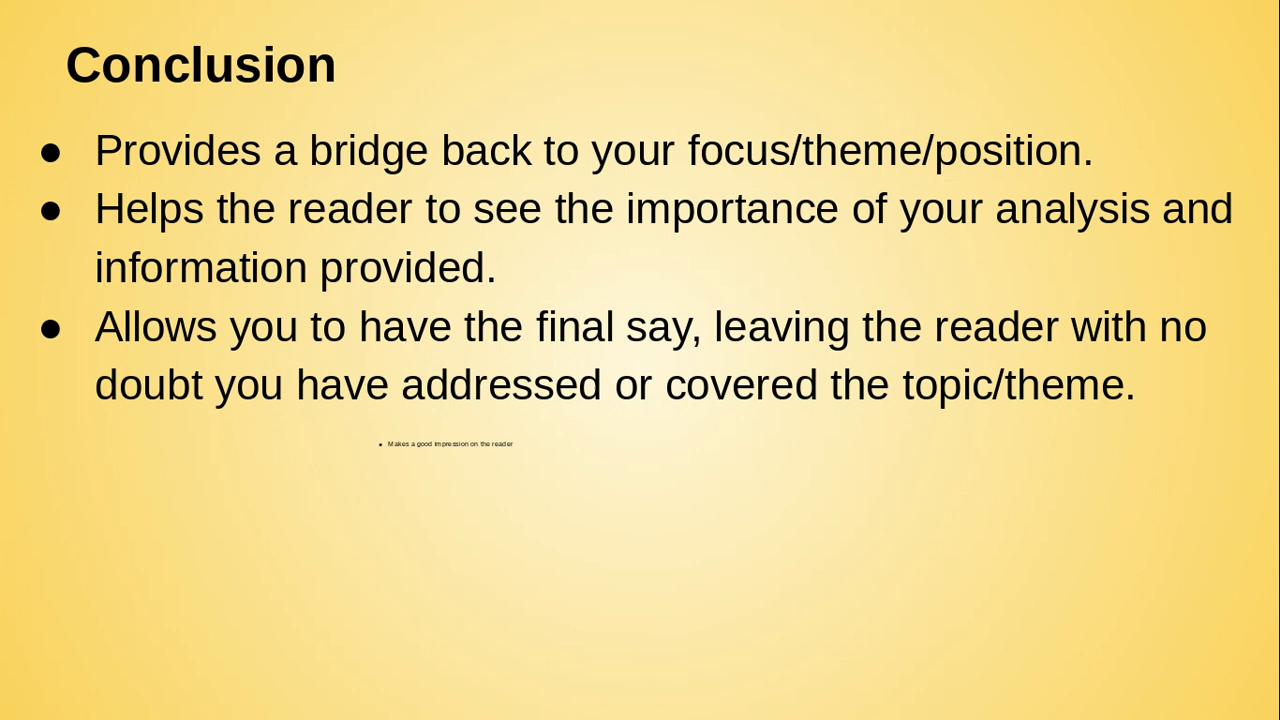 Conclusion
● Provides a bridge back to your focus/theme/position.
● Helps the reader to see the importance of your analysis and
information provided.
● Allows you to have the final say, leaving the reader with no
doubt you have addressed or covered the topic/theme.
● Makes a good impression on the reader